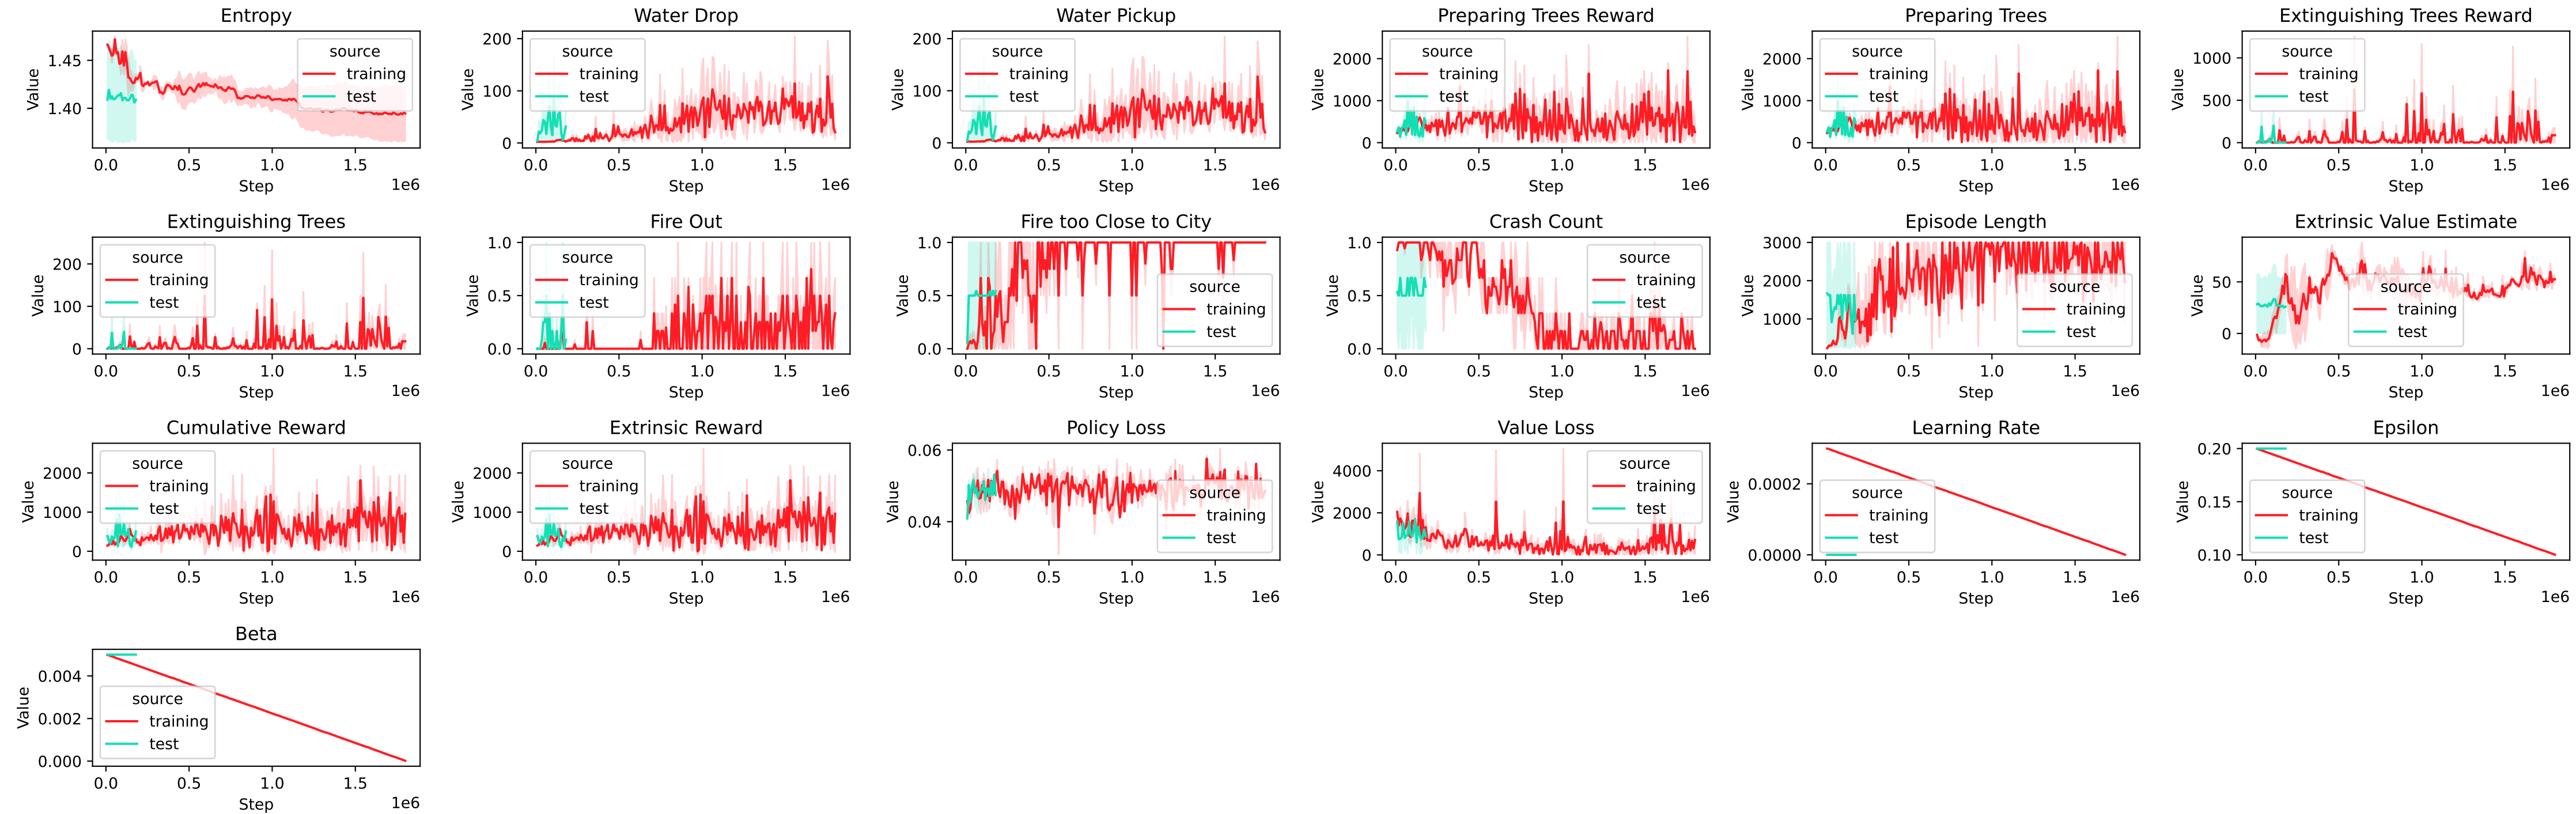 Entropy
Value
1.45
1.40
source
training
test
0.0
0.5
1.0
1.5
Step
1e6
Water Drop
Value
200
100
0
source
training
test
0.0
0.5
1.0
1.5
Step
1e6
Water Pickup
Value
200
100
0
source
training
test
0.0
0.5
1.0
1.5
Step
1e6
Preparing Trees Reward
Value
2000
1000
0
source
training
test
0.0
0.5
1.0
1.5
Step
1e6
Preparing Trees
Value
2000
1000
0
source
training
test
0.0
0.5
1.0
1.5
Step
1e6
Extinguishing Trees Reward
Value
1000
500
0
source
training
test
0.0
0.5
1.0
1.5
Step
1e6
Extinguishing Trees
Value
200
100
0
source
training
test
0.0
0.5
1.0
1.5
Step
1e6
Fire Out
Value
1.0
0.5
0.0
source
training
test
0.0
0.5
1.0
1.5
Step
1e6
Fire too Close to City
Value
1.0
0.5
0.0
source
training
test
0.0
0.5
1.0
1.5
Step
1e6
Crash Count
Value
1.0
0.5
0.0
source
training
test
0.0
0.5
1.0
1.5
Step
1e6
Episode Length
Value
3000
2000
1000
source
training
test
0.0
0.5
1.0
1.5
Step
1e6
Extrinsic Value Estimate
Value
50
0
source
training
test
0.0
0.5
1.0
1.5
Step
1e6
Cumulative Reward
Value
2000
1000
0
source
training
test
0.0
0.5
1.0
1.5
Step
1e6
Extrinsic Reward
Value
2000
1000
0
source
training
test
0.0
0.5
1.0
1.5
Step
1e6
Policy Loss
Value
0.06
0.04
source
training
test
0.0
0.5
1.0
1.5
Step
1e6
Value Loss
Value
4000
2000
0
source
training
test
0.0
0.5
1.0
1.5
Step
1e6
Learning Rate
Value
0.0002
0.0000
source
training
test
0.0
0.5
1.0
1.5
Step
1e6
Epsilon
Value
0.20
0.15
0.10
source
training
test
0.0
0.5
1.0
1.5
Step
1e6
Beta
Value
0.004
0.002
0.000
source
training
test
0.0
0.5
1.0
1.5
Step
1e6